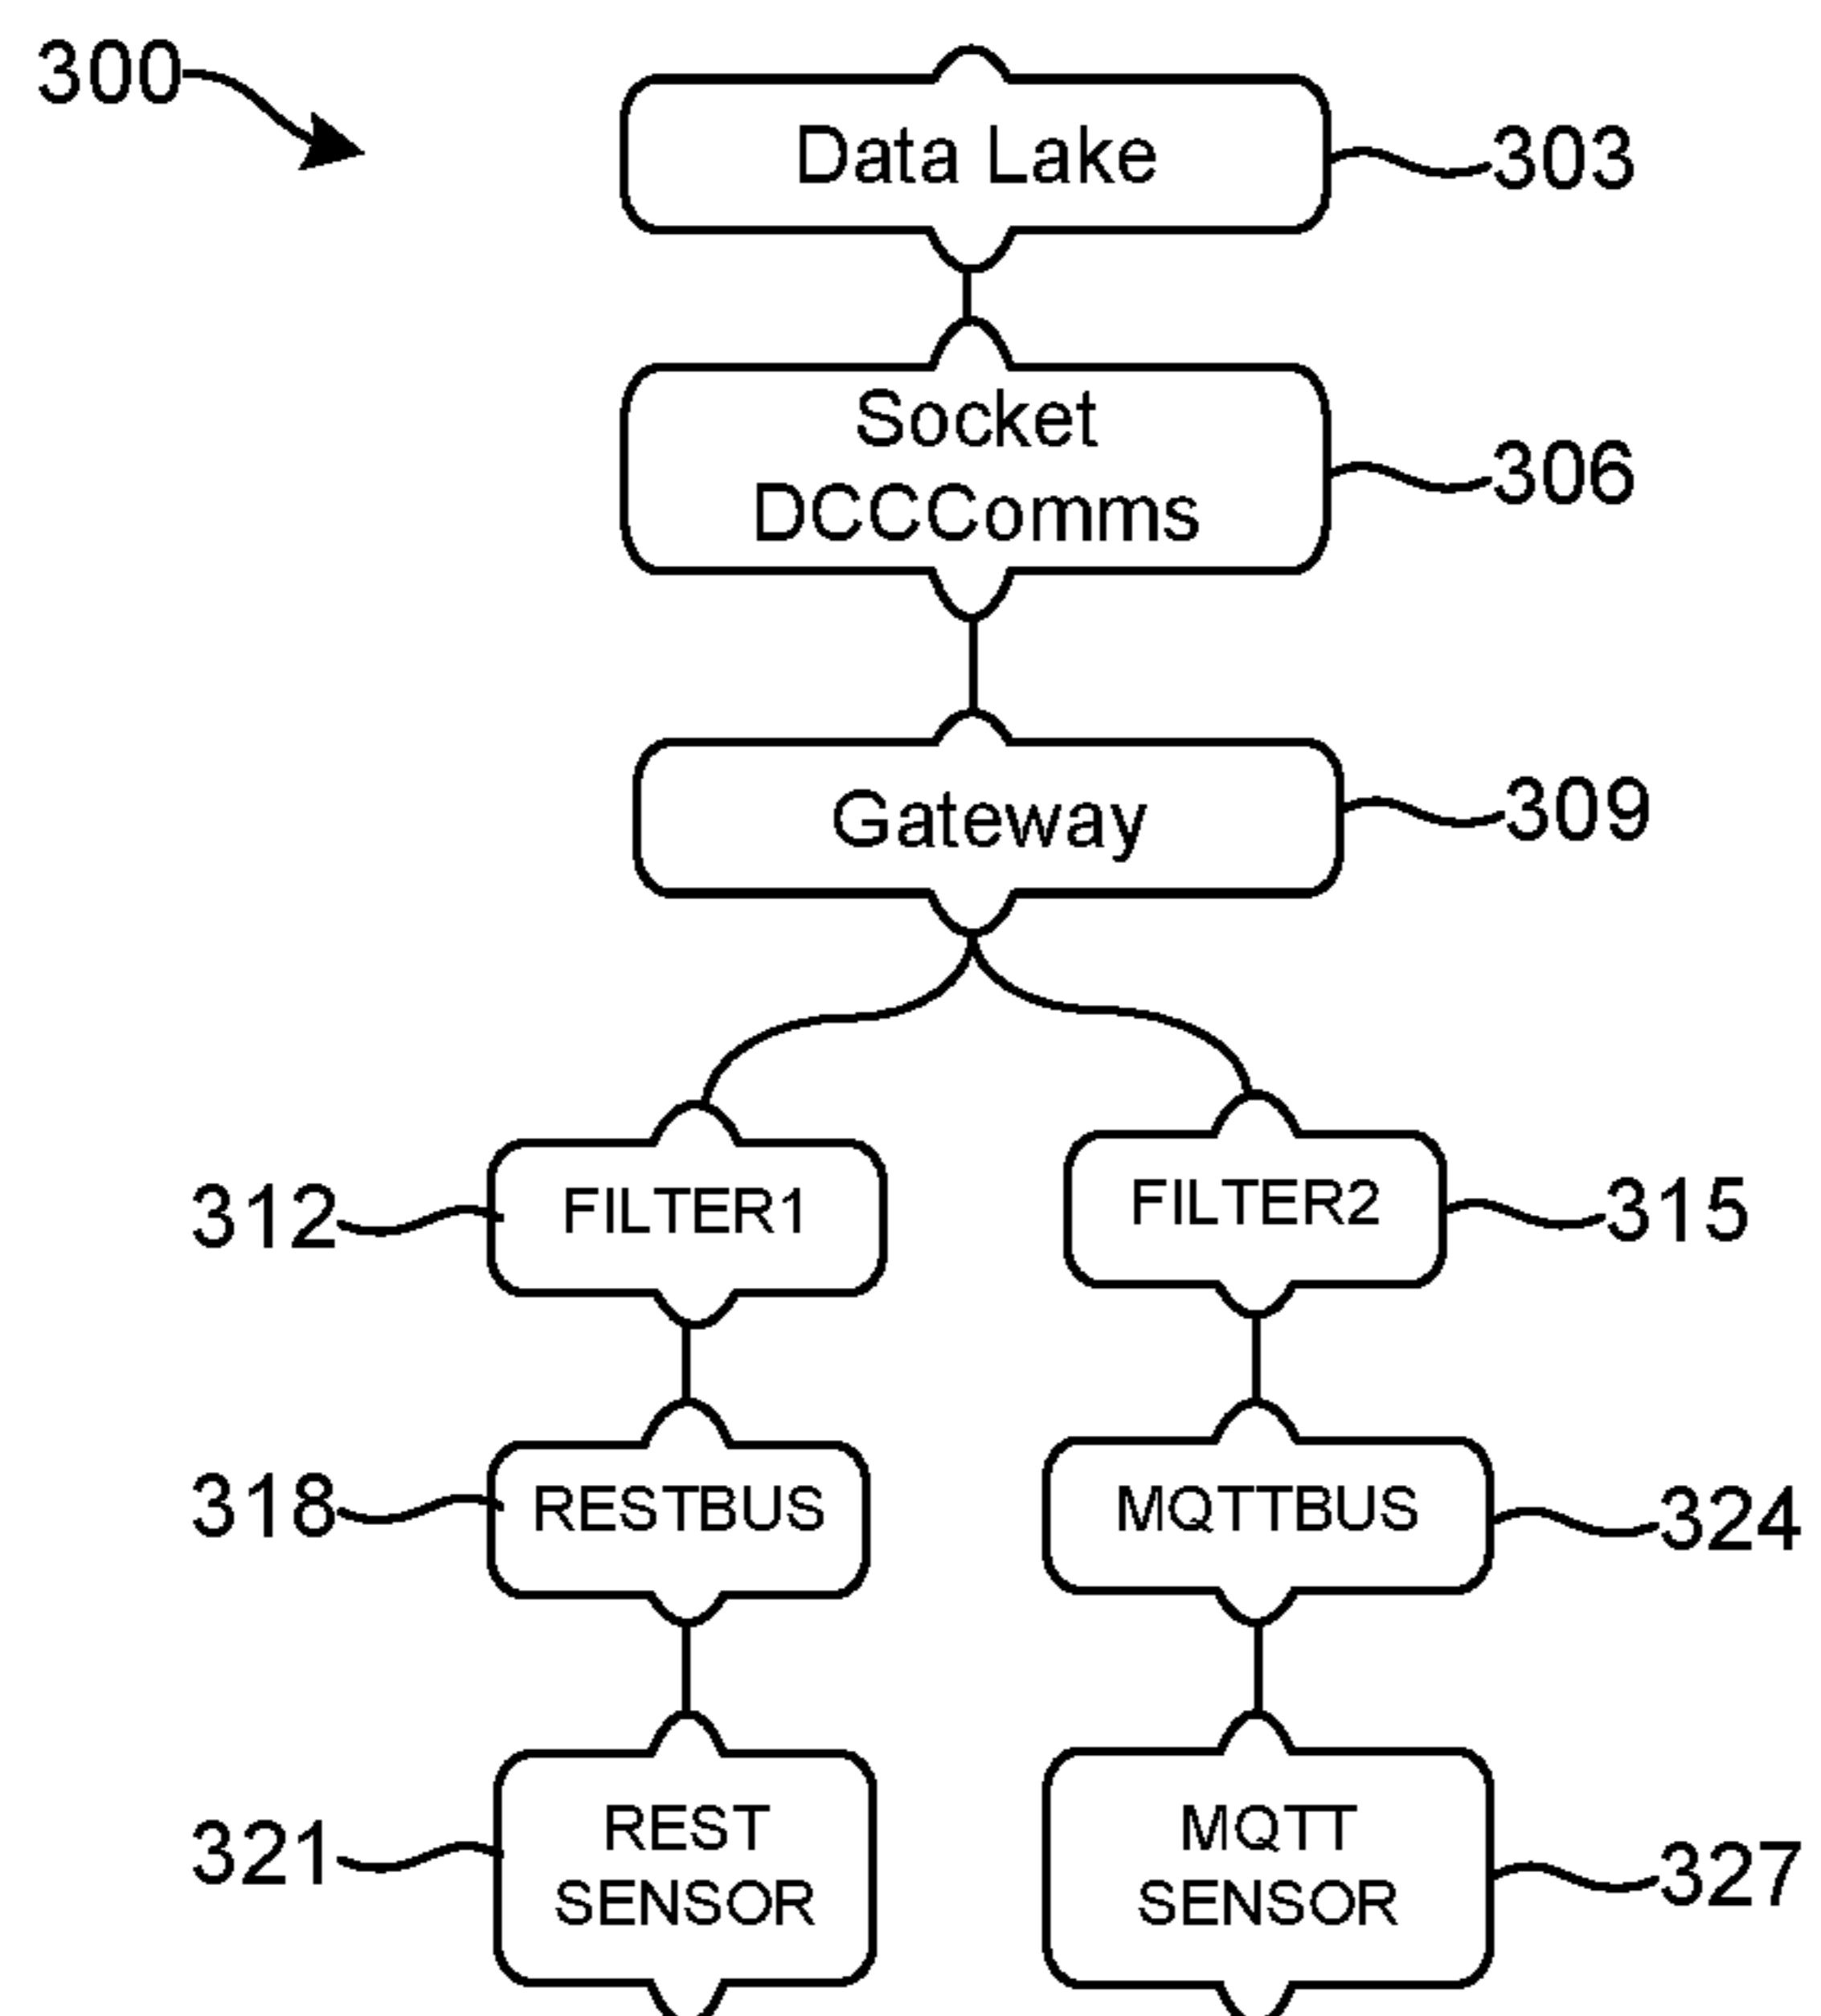 300
Data Lake
303
Socket
DCCComms
306
Gateway
309
312
FILTER1
FILTER2
315
318
RESTBUS
MQTTBUS
324
321
REST
SENSOR
MQTT
SENSOR
327